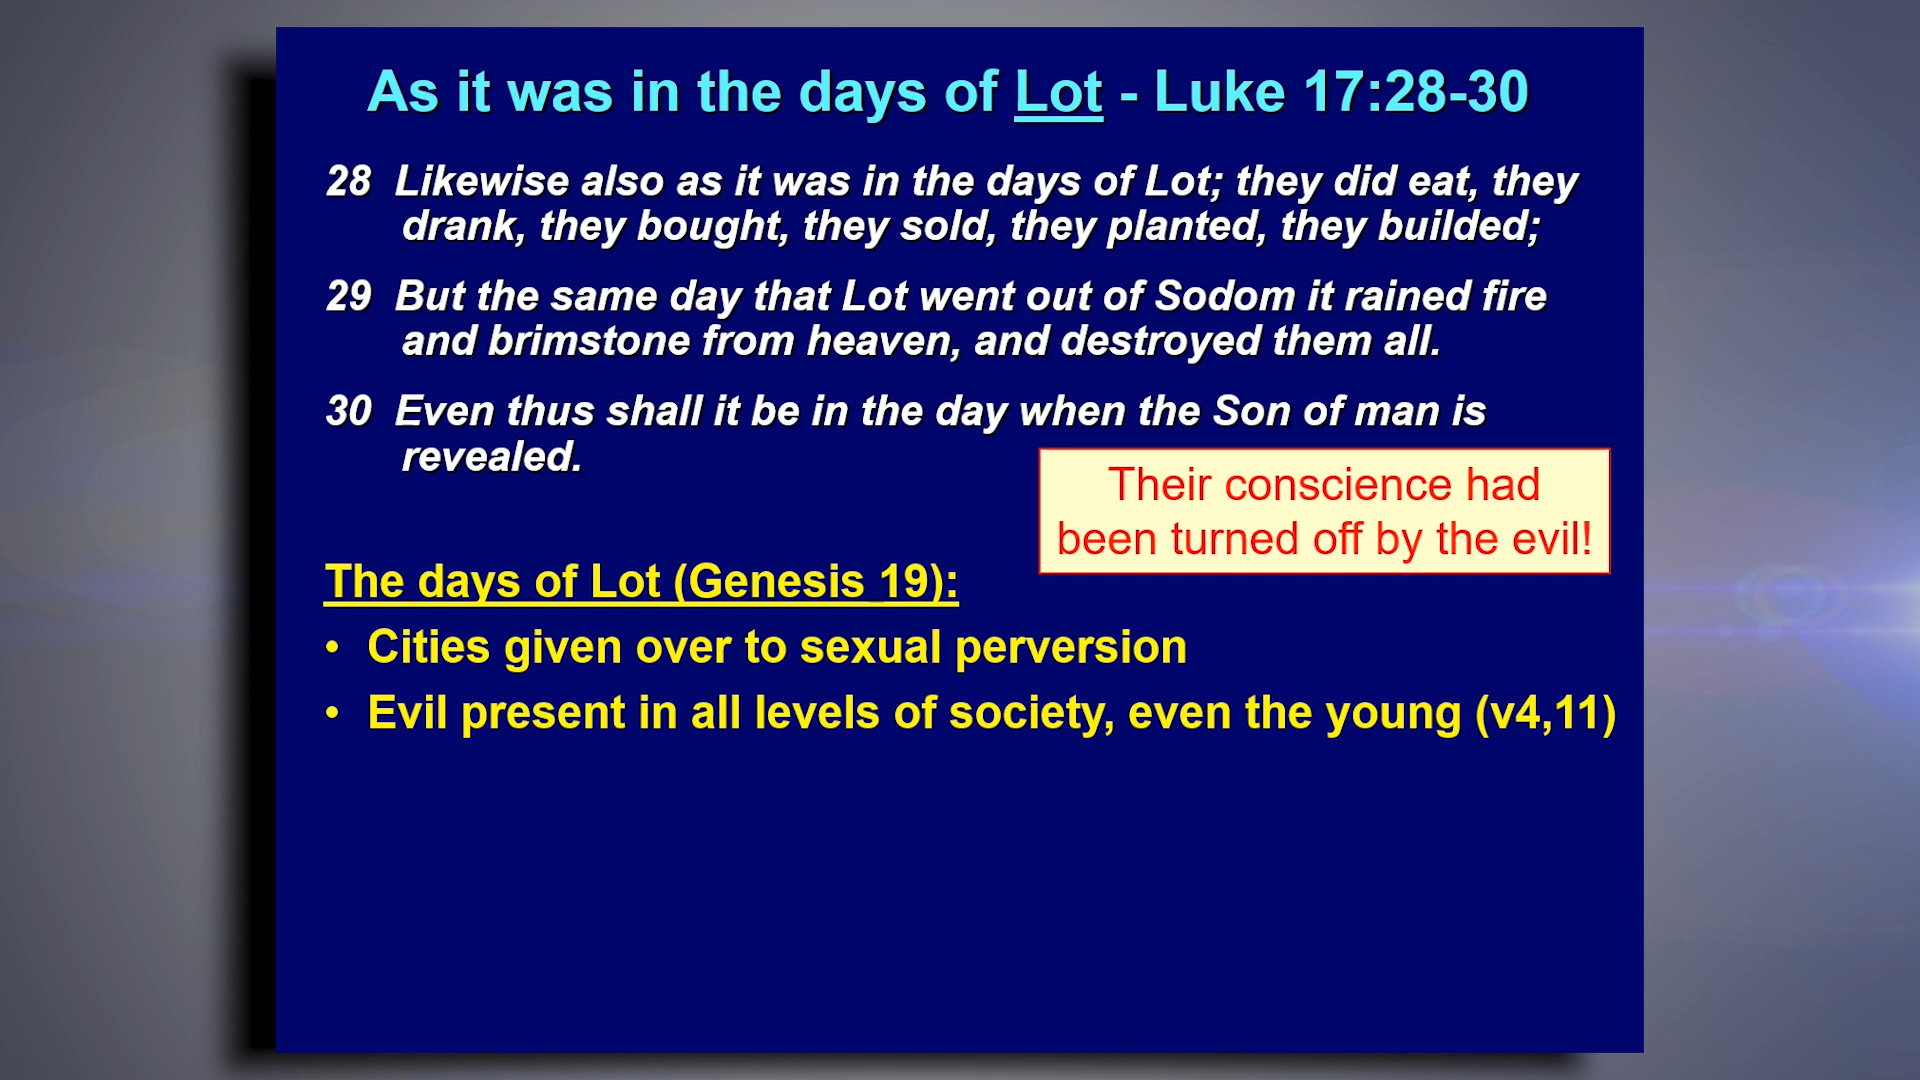 As it was in the days of Lot - Luke 17:28-30
28 Likewise also as it was in the days of Lot; they did eat, they
drank, they bought, they sold, they planted, they builded;
29 But the same day that Lot went out of Sodom it rained fire
and brimstone from heaven, and destroyed them all.
30 Even thus shall it be in the day when the Son of man is
revealed.
Their conscience had
been turned off by the evil!
The days of Lot (Genesis 19):
• Cities given over to sexual perversion
• Evil present in all levels of society, even the young (v4,11)